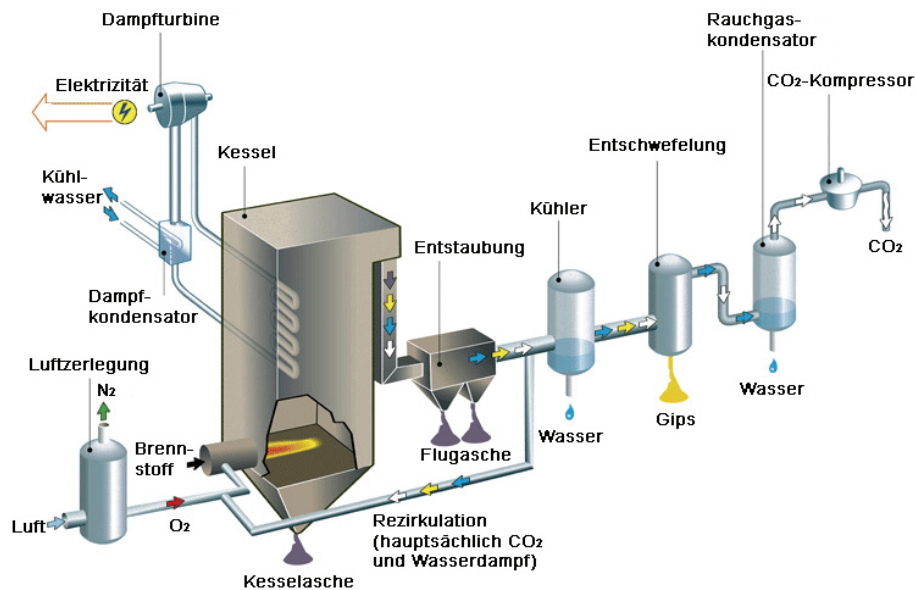 Dampfturbine
Rauchgas-
kondensator
Elektrizität
CO₂-Kompressor
Kessel
Entschwefelung
Kühl-
wasser
Kühler
Entstaubung
CO₂
Dampf-
kondensator
Luftzerlegung
N₂
Wasser
Wasser
Gips
Brenn-
stoff
Flugasche
Luft
O₂
Rezirkulation
(hauptsächlich CO₂
und Wasserdampf)
Kesselasche